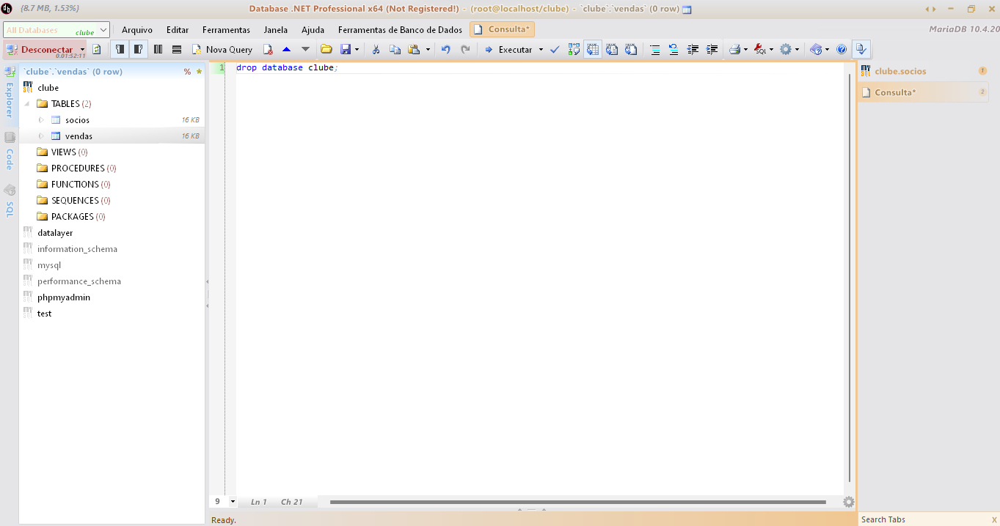 (8.7 MB, 1.53%) Database .NET Professional x64 (Not Registered!) - (root@localhost/clube) - `clube`.`vendas` (0 row)
All Databases clube Arquivo Editar Ferramentas Janela Ajuda Ferramentas de Banco de Dados Consulta* MariaDB 10.4.20
Desconectar 0.01:52:11 Nova Query Executar SQL
`clube`.`vendas` (0 row) % *
clube
TABLES (2)
socios 16 KB
vendas 16 KB
VIEWS (0)
PROCEDURES (0)
FUNCTIONS (0)
SEQUENCES (0)
PACKAGES (0)
datalayer
information_schema
mysql
performance_schema
phpmyadmin
test
Explorer
Code
SQL
1 drop database clube;
clube.socios 1
Consulta* 2
9 Ln 1 Ch 21
Ready.
Search Tabs X